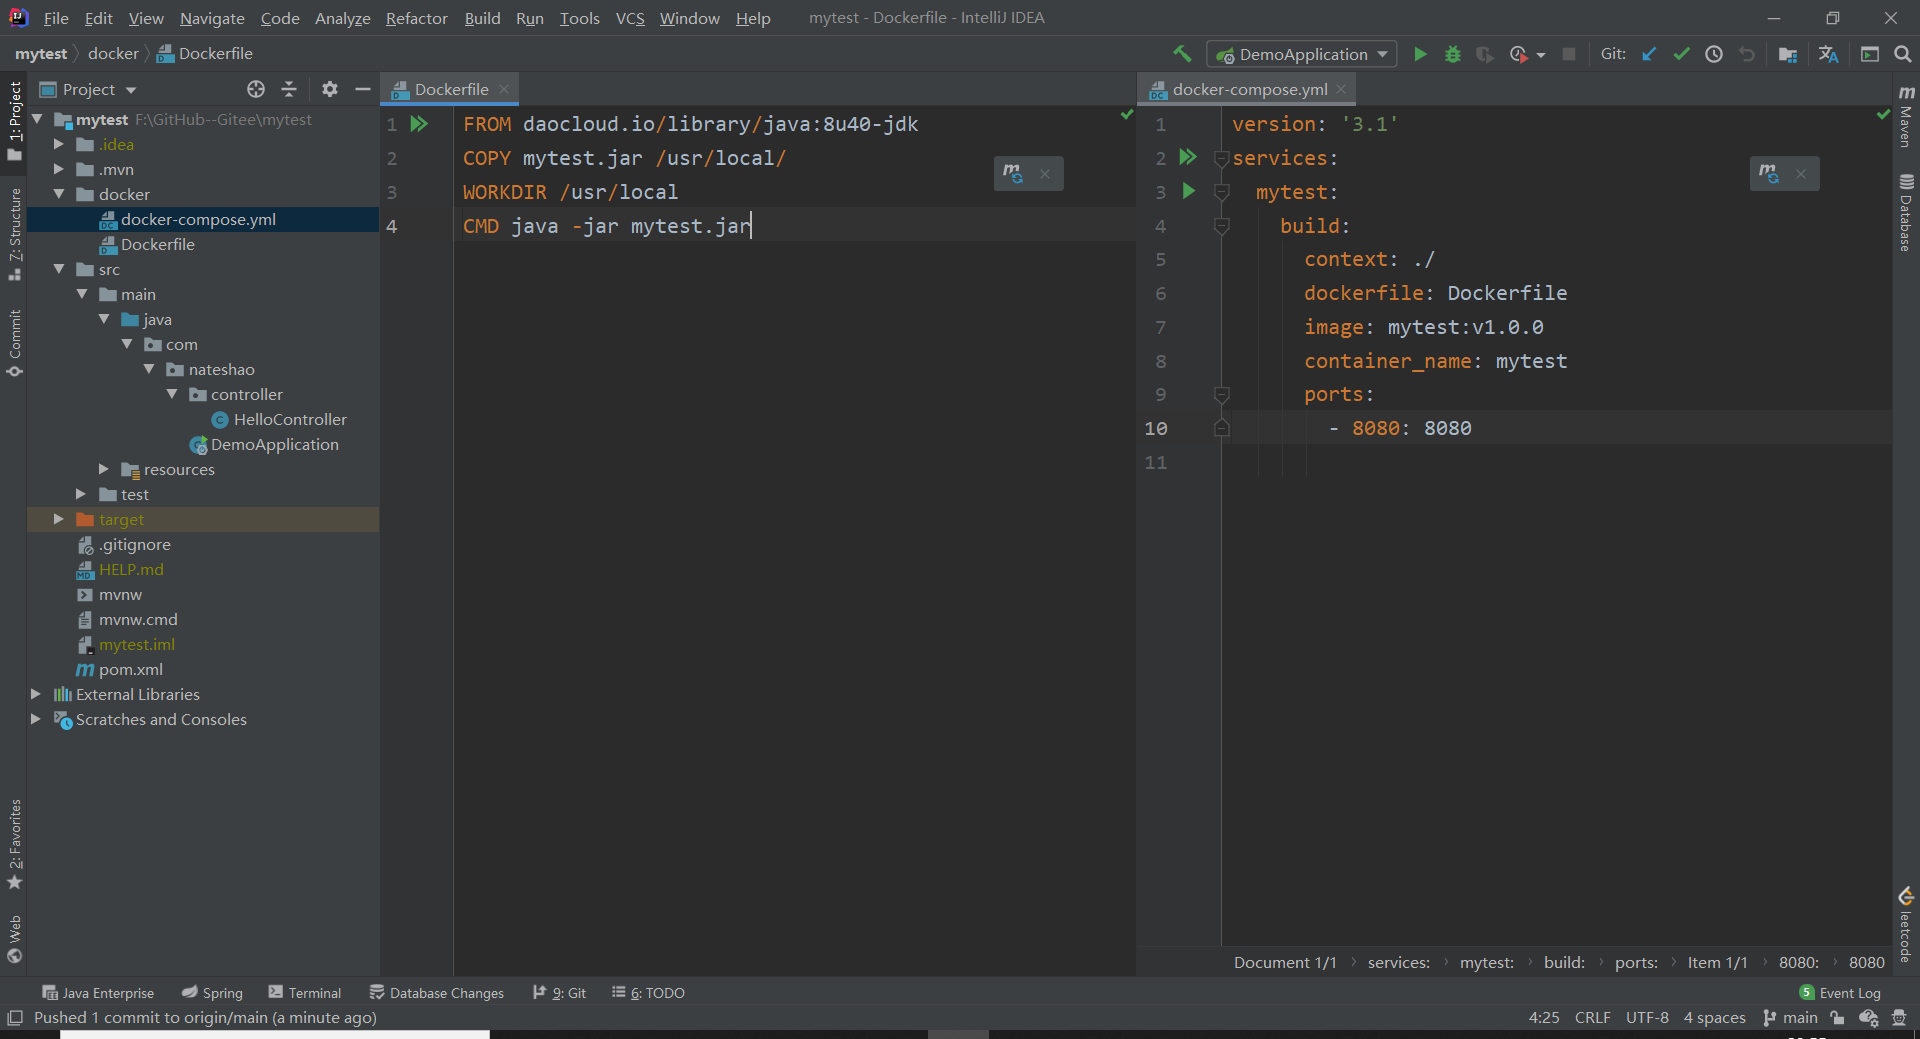 File Edit View Navigate Code Analyze Refactor Build Run Tools VCS Window Help mytest - Dockerfile - IntelliJ IDEA
mytest docker Dockerfile
DemoApplication Git:
Project
Dockerfile
docker-compose.yml
1: Project
7: Structure
Commit
2: Favorites
Web
mytest F:\GitHub--Gitee\mytest
.idea
.mvn
docker
docker-compose.yml
Dockerfile
src
main
java
com
nateshao
controller
HelloController
DemoApplication
resources
test
target
.gitignore
HELP.md
mvnw
mvnw.cmd
mytest.iml
pom.xml
External Libraries
Scratches and Consoles
1 FROM daocloud.io/library/java:8u40-jdk
2 COPY mytest.jar /usr/local/
3 WORKDIR /usr/local
4 CMD java -jar mytest.jar
1 version: '3.1'
2 services:
3 mytest:
4 build:
5 context: ./
6 dockerfile: Dockerfile
7 image: mytest:v1.0.0
8 container_name: mytest
9 ports:
10 - 8080: 8080
11
Maven
Database
leetcode
Document 1/1 services: mytest: build: ports: Item 1/1 8080: 8080
Java Enterprise Spring Terminal Database Changes 9: Git 6: TODO 5 Event Log
Pushed 1 commit to origin/main (a minute ago) 4:25 CRLF UTF-8 4 spaces main